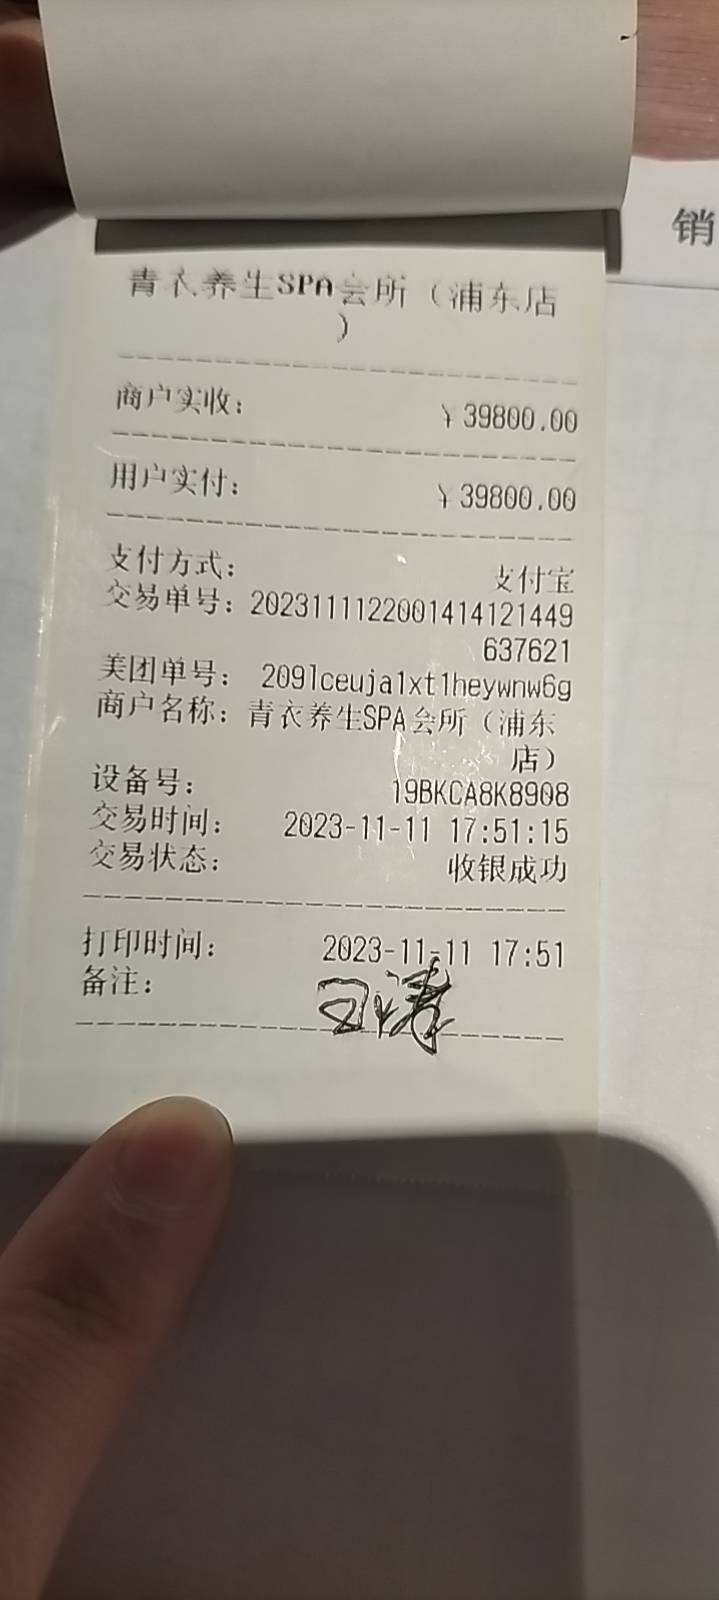 销
青衣养生SPA会所（浦东店
）
商户实收： ￥39800.00
用户实付： ￥39800.00
支付方式： 支付宝
交易单号：2023111122001414121449
637621
美团单号： 209lceuja1xt1heywnw6g
商户名称：青衣养生SPA会所（浦东
店）
设备号： 19BKCA8K8908
交易时间： 2023-11-11 17:51:15
交易状态： 收银成功
打印时间： 2023-11-11 17:51
备注：